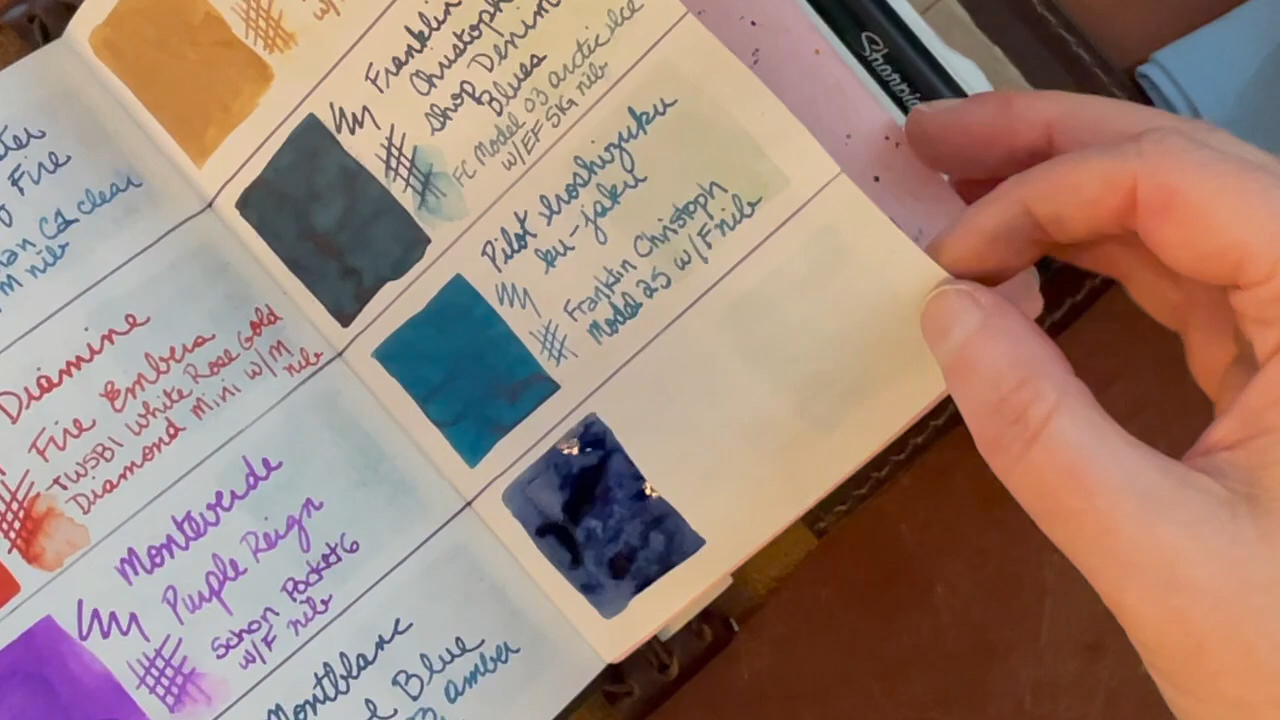 Fire
clear
M nib
Diamine
Fire Embers
TWSBI White Rose Gold
Diamond Mini w/M
nib
Monteverde
Purple Reign
Schon Pocket6
w/F nib
Montblanc
Blue
amber
w/
Franklin
Christoph
Shop Denim
Blues
FC Model 03 arctic Ice
w/EF SIG nib
Pilot Iroshizuku
ku-jaku
Franklin Christoph
Model 25 w/F nib
Sharpie